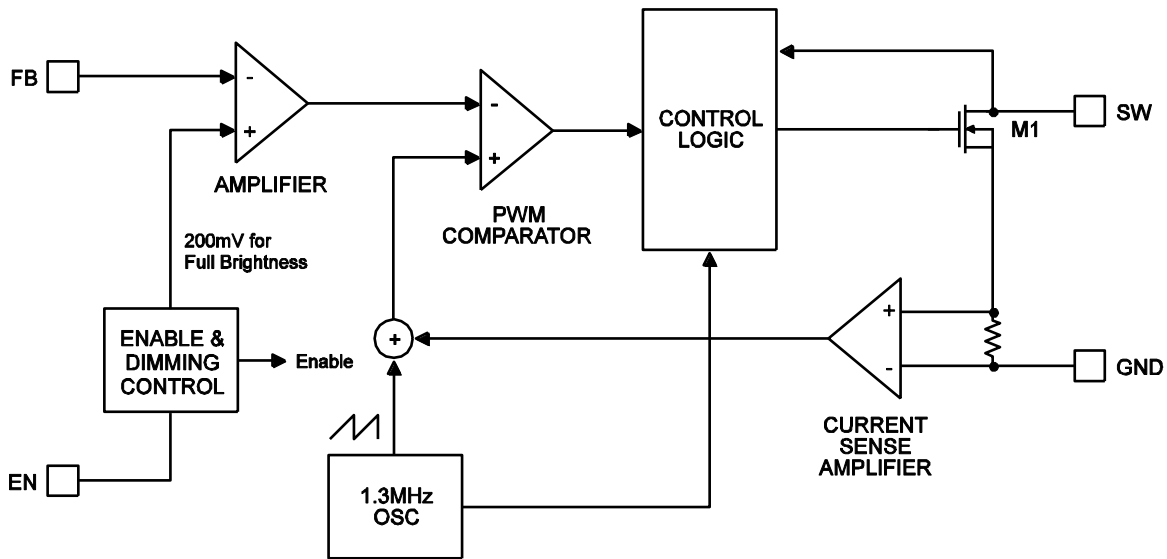 FB
-
+
AMPLIFIER
200mV for
Full Brightness
ENABLE &
DIMMING
CONTROL
Enable
EN
-
+
PWM
COMPARATOR
+
1.3MHz
OSC
CONTROL
LOGIC
M1
SW
+
-
CURRENT
SENSE
AMPLIFIER
GND